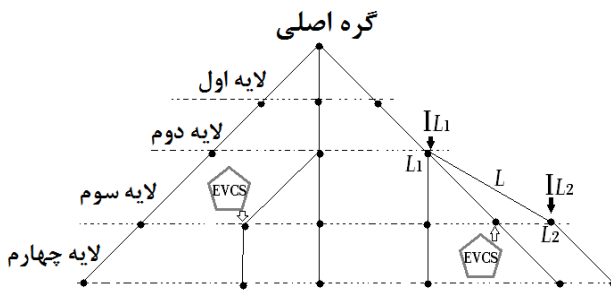 گره اصلی
لایه اول
لایه دوم
IL1
L1
L
IL2
لایه سوم
EVCS
L2
لایه چهارم
EVCS